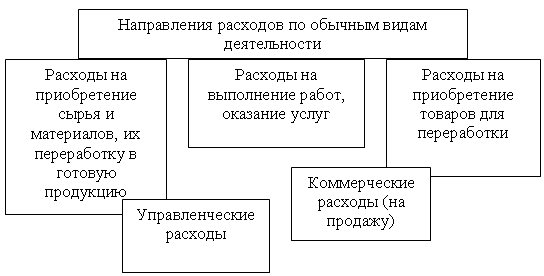 Направления расходов по обычным видам
деятельности
Расходы на
приобретение
сырья и
материалов, их
переработку в
готовую
продукцию
Расходы на
выполнение работ,
оказание услуг
Расходы на
приобретение
товаров для
переработки
Управленческие
расходы
Коммерческие
расходы (на
продажу)